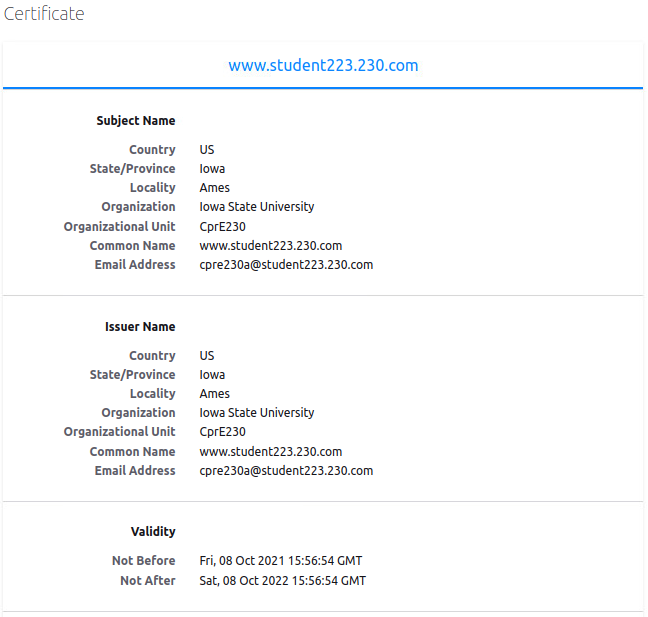 Certificate
www.student223.230.com
Subject Name
Country US
State/Province Iowa
Locality Ames
Organization Iowa State University
Organizational Unit CprE230
Common Name www.student223.230.com
Email Address cpre230a@student223.230.com
Issuer Name
Country US
State/Province Iowa
Locality Ames
Organization Iowa State University
Organizational Unit CprE230
Common Name www.student223.230.com
Email Address cpre230a@student223.230.com
Validity
Not Before Fri, 08 Oct 2021 15:56:54 GMT
Not After Sat, 08 Oct 2022 15:56:54 GMT